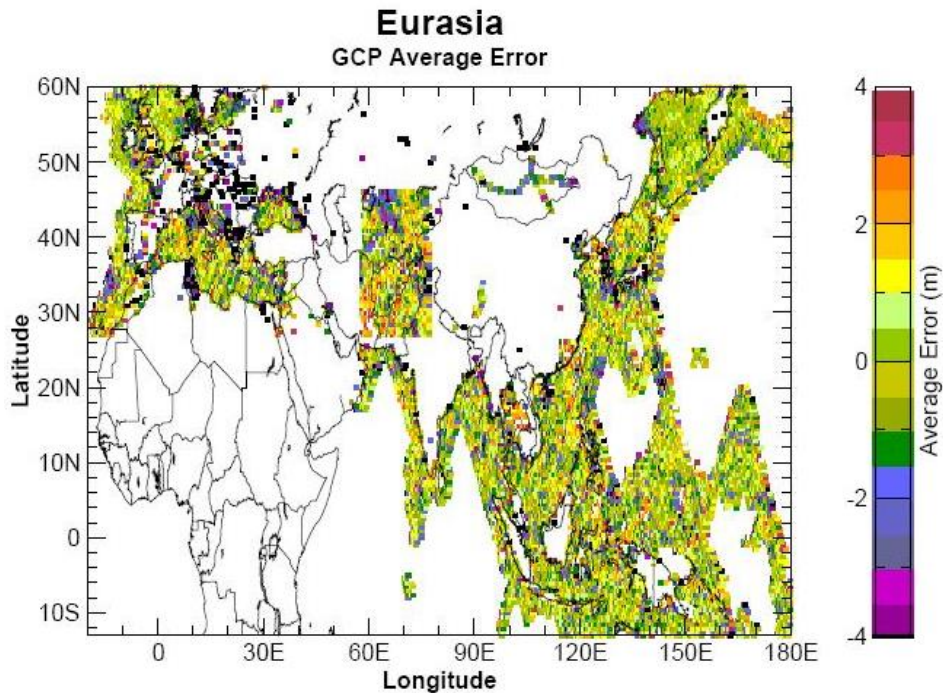 Eurasia
GCP Average Error
60N
50N
40N
30N
20N
10N
0
10S
Latitude
0 30E 60E 90E 120E 150E 180E
Longitude
4
2
0
-2
-4
Average Error (m)